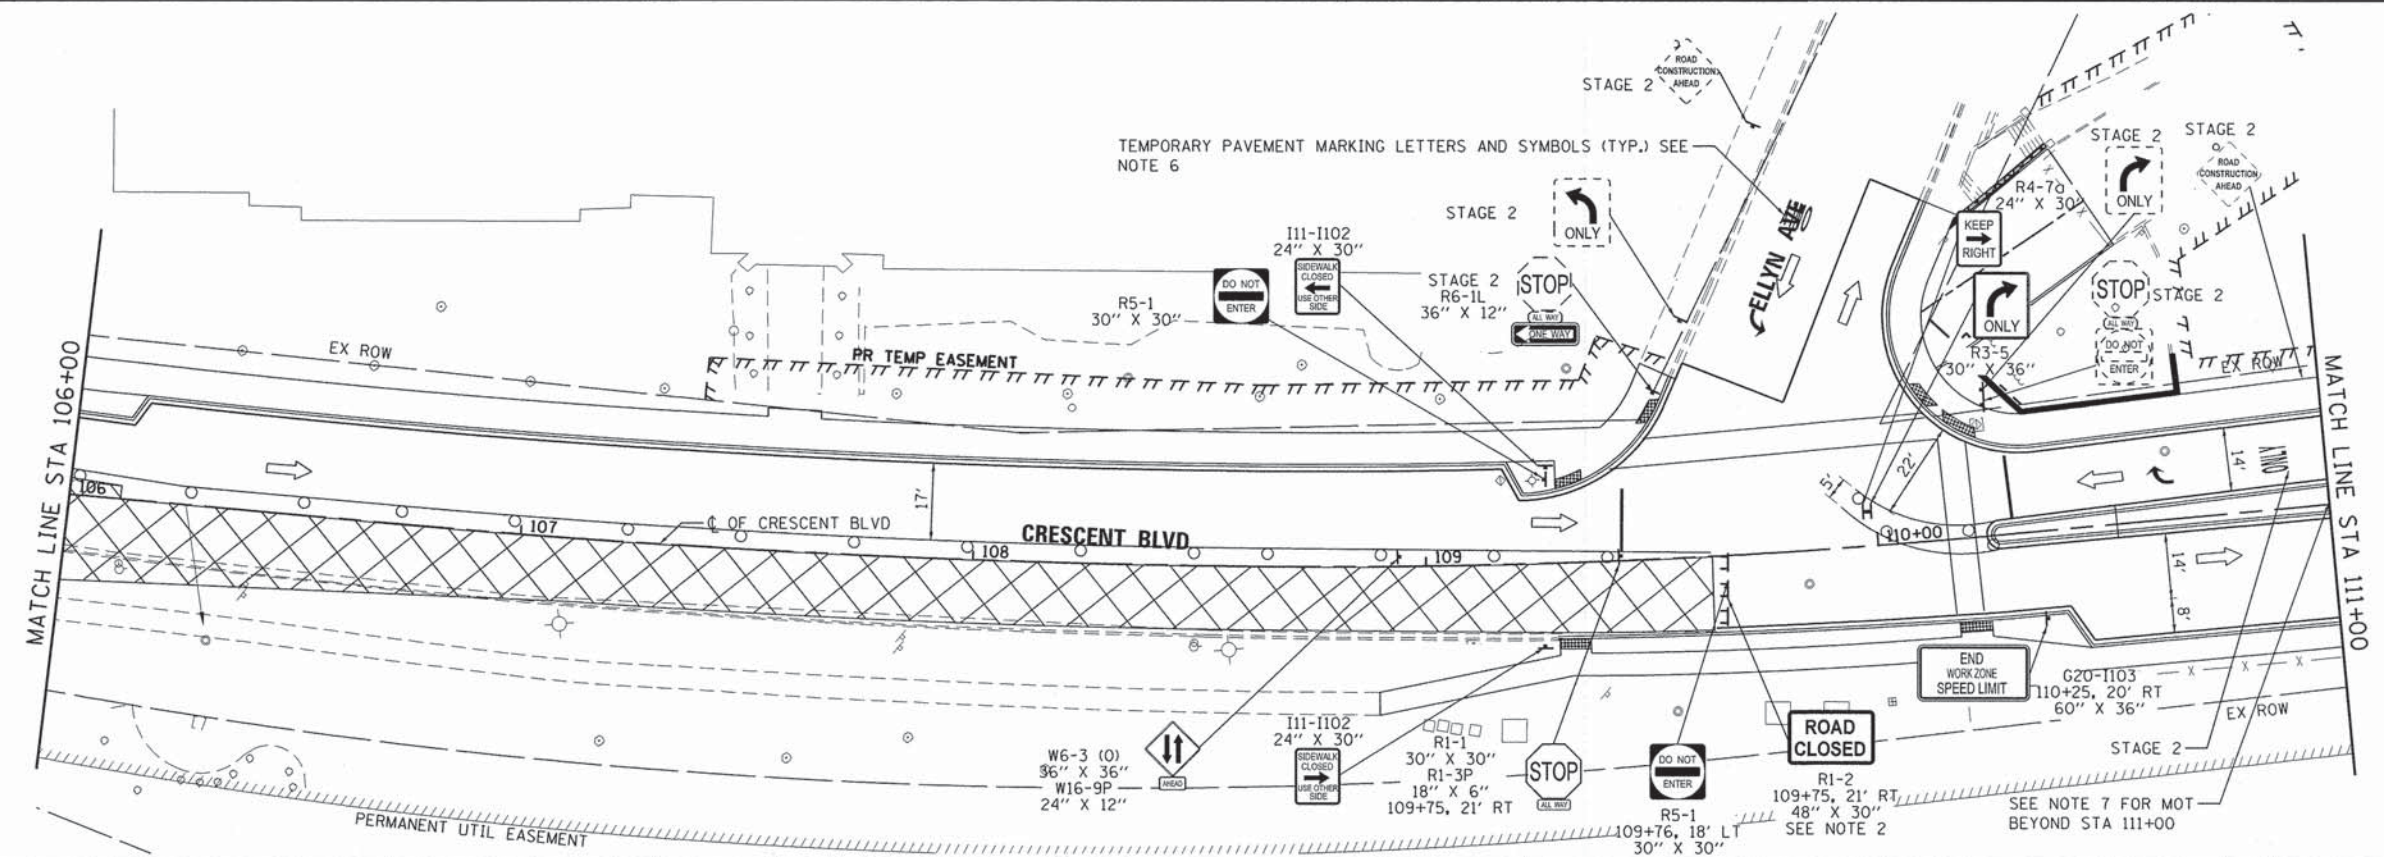 ROAD
CONSTRUCTION
AHEAD
STAGE 2
TEMPORARY PAVEMENT MARKING LETTERS AND SYMBOLS (TYP.) SEE
NOTE 6
STAGE 2
ONLY
I11-I102
24" X 30"
SIDEWALK
CLOSED
USE OTHER
SIDE
DO NOT
ENTER
R5-1
30" X 30"
STAGE 2
R6-1L
36" X 12"
STOP
ALL WAY
ONE WAY
ELLYN AVE
STAGE 2
ONLY
STAGE 2
ROAD
CONSTRUCTION
AHEAD
R4-7a
24" X 30"
KEEP
RIGHT
ONLY
R3-5
30" X 36"
STOP
ALL WAY
STAGE 2
DO NOT
ENTER
EX ROW
EX ROW
PR TEMP EASEMENT
MATCH LINE STA 106+00
MATCH LINE STA 111+00
106
107
108
109
110+00
17'
22'
5'
14'
ONLY
14'
8'
℄ OF CRESCENT BLVD
CRESCENT BLVD
END
WORK ZONE
SPEED LIMIT
G20-I103
110+25, 20' RT
60" X 36"
EX ROW
STAGE 2
W6-3 (O)
36" X 36"
W16-9P
24" X 12"
AHEAD
I11-I102
24" X 30"
SIDEWALK
CLOSED
USE OTHER
SIDE
R1-1
30" X 30"
R1-3P
18" X 6"
109+75, 21' RT
STOP
ALL WAY
DO NOT
ENTER
R5-1
109+76, 18' LT
30" X 30"
ROAD
CLOSED
R1-2
109+75, 21' RT
48" X 30"
SEE NOTE 2
SEE NOTE 7 FOR MOT
BEYOND STA 111+00
PERMANENT UTIL EASEMENT